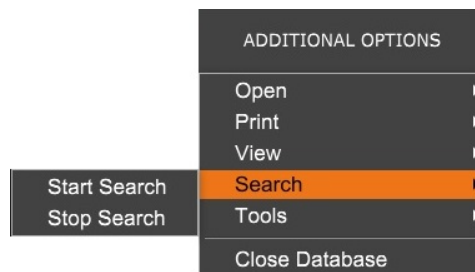 ADDITIONAL OPTIONS
Open
Print
View
Search
Start Search
Stop Search
Tools
Close Database